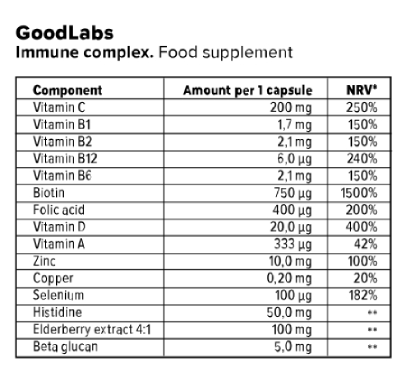 GoodLabs
Immune complex. Food supplement
Component Amount per 1 capsule NRV*
Vitamin C 200 mg 250%
Vitamin B1 1,7 mg 150%
Vitamin B2 2,1 mg 150%
Vitamin B12 6,0 µg 240%
Vitamin B6 2,1 mg 150%
Biotin 750 µg 1500%
Folic acid 400 µg 200%
Vitamin D 20,0 µg 400%
Vitamin A 333 µg 42%
Zinc 10,0 mg 100%
Copper 0,20 mg 20%
Selenium 100 µg 182%
Histidine 50,0 mg **
Elderberry extract 4:1 100 mg **
Beta glucan 5,0 mg **